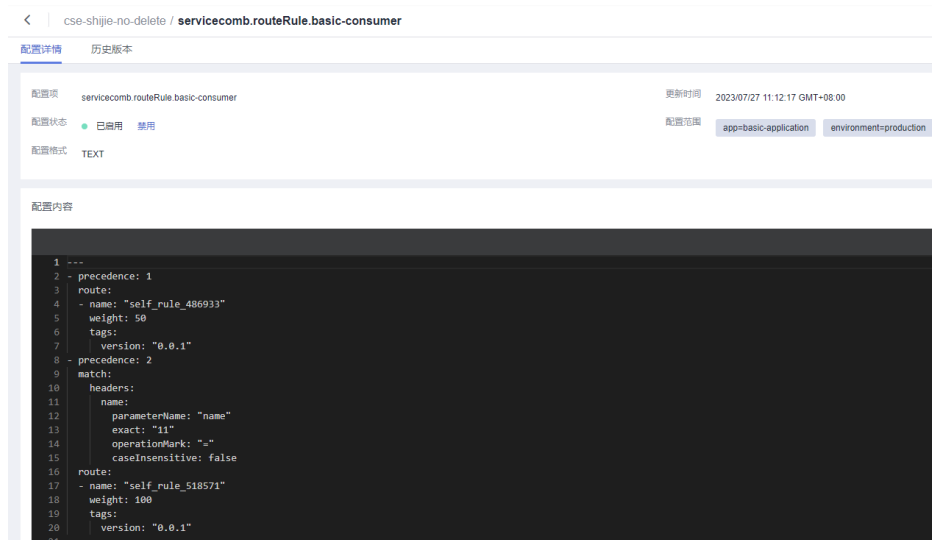 cse-shijie-no-delete / servicecomb.routeRule.basic-consumer
配置详情 历史版本
配置项 servicecomb.routeRule.basic-consumer 更新时间 2023/07/27 11:12:17 GMT+08:00
配置状态 已启用 禁用 配置范围 app=basic-application environment=production
配置格式 TEXT
配置内容
1 ---
2 - precedence: 1
3 route:
4 - name: "self_rule_486933"
5 weight: 50
6 tags:
7 version: "0.0.1"
8 - precedence: 2
9 match:
10 headers:
11 name:
12 parameterName: "name"
13 exact: "11"
14 operationMark: "="
15 caseInsensitive: false
16 route:
17 - name: "self_rule_518571"
18 weight: 100
19 tags:
20 version: "0.0.1"